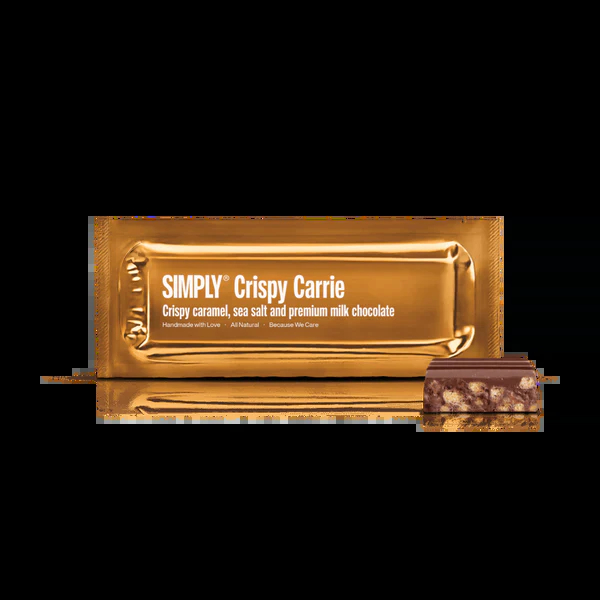 SIMPLY® Crispy Carrie
Crispy caramel, sea salt and premium milk chocolate
Handmade with Love · All Natural · Because We Care